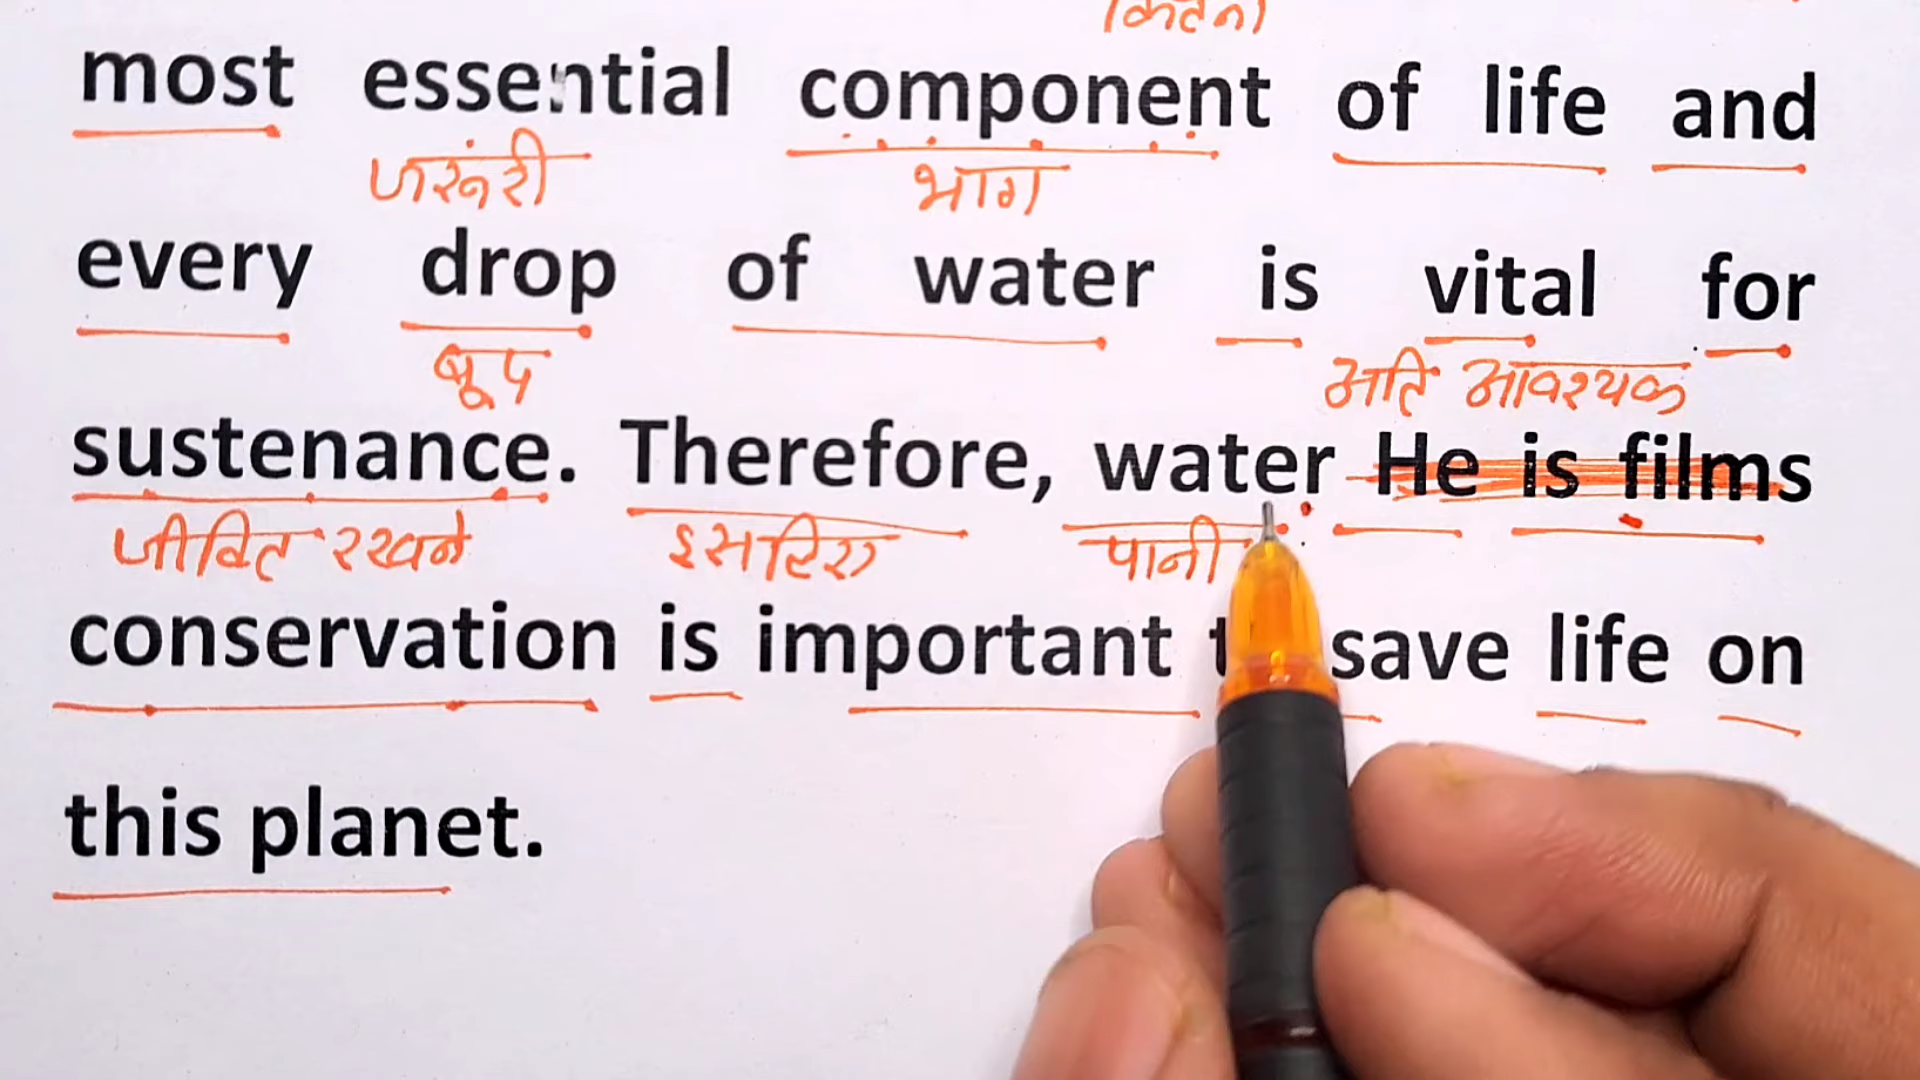 most essential component of life and
जरूरी भाग
every drop of water is vital for
बूंद अति आवश्यक
sustenance. Therefore, water He is films
जीवित रखने इसलिए पानी
conservation is important save life on
this planet.